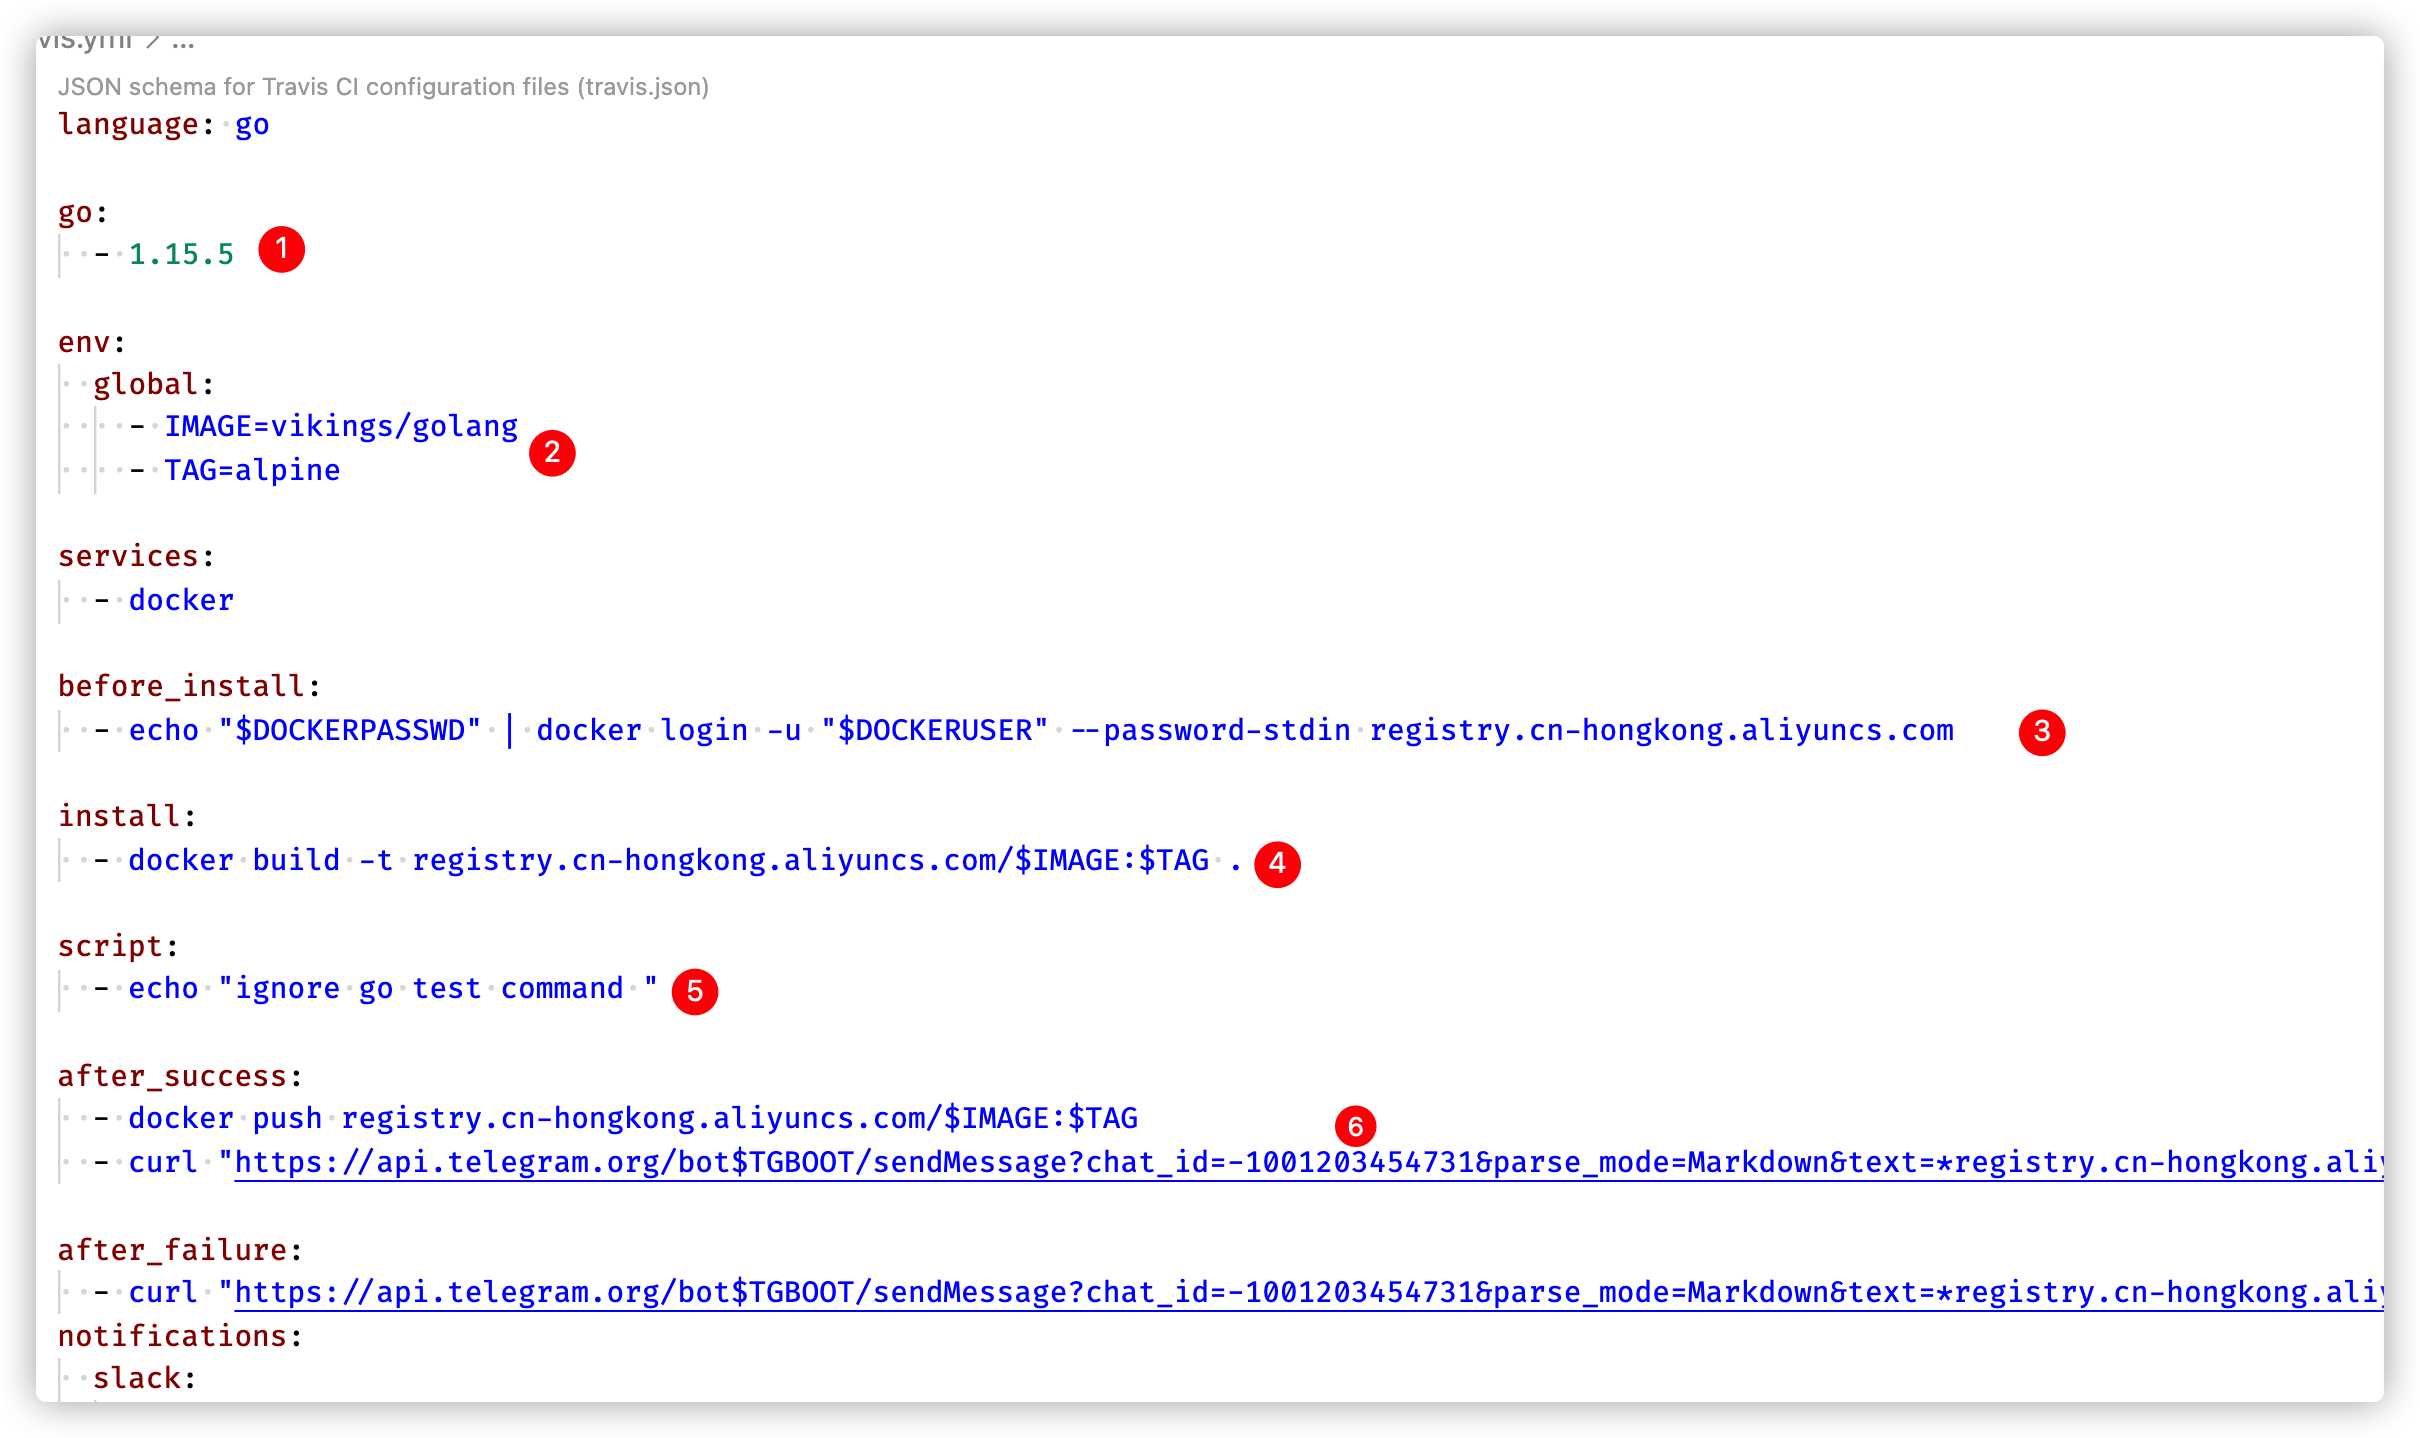 vis.yml > ...
JSON schema for Travis CI configuration files (travis.json)
language: go
go:
  - 1.15.5 1
env:
  global:
    - IMAGE=vikings/golang
2
    - TAG=alpine
services:
  - docker
before_install:
  - echo "$DOCKERPASSWD" | docker login -u "$DOCKERUSER" --password-stdin registry.cn-hongkong.aliyuncs.com 3
install:
  - docker build -t registry.cn-hongkong.aliyuncs.com/$IMAGE:$TAG . 4
script:
  - echo "ignore go test command " 5
after_success:
  - docker push registry.cn-hongkong.aliyuncs.com/$IMAGE:$TAG 6
  - curl "https://api.telegram.org/bot$TGBOOT/sendMessage?chat_id=-1001203454731&parse_mode=Markdown&text=*registry.cn-hongkong.aliy
after_failure:
  - curl "https://api.telegram.org/bot$TGBOOT/sendMessage?chat_id=-1001203454731&parse_mode=Markdown&text=*registry.cn-hongkong.aliy
notifications:
  slack: